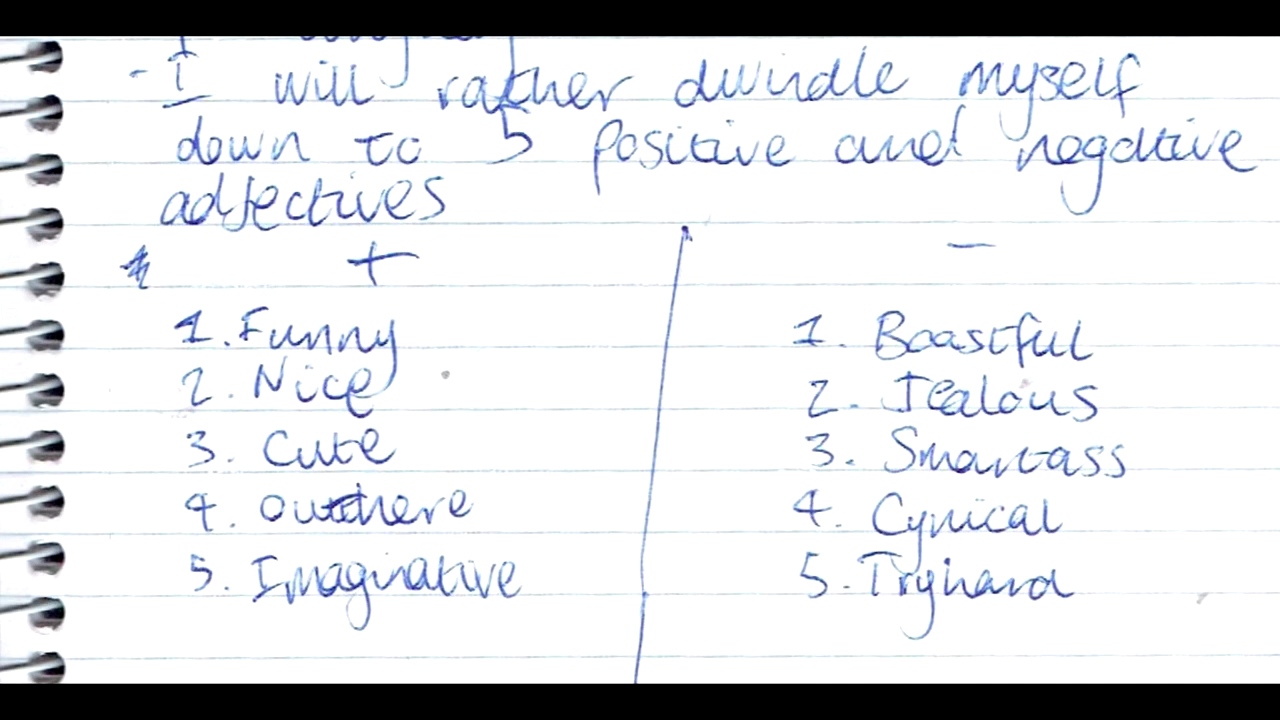 - I will rather dwindle myself
down to 5 positive and negative
adjectives
+ –
1. Funny 1. Boastful
2. Nice 2. Jealous
3. Cute 3. Smartass
4. Outthere 4. Cynical
5. Imaginative 5. Tryhard